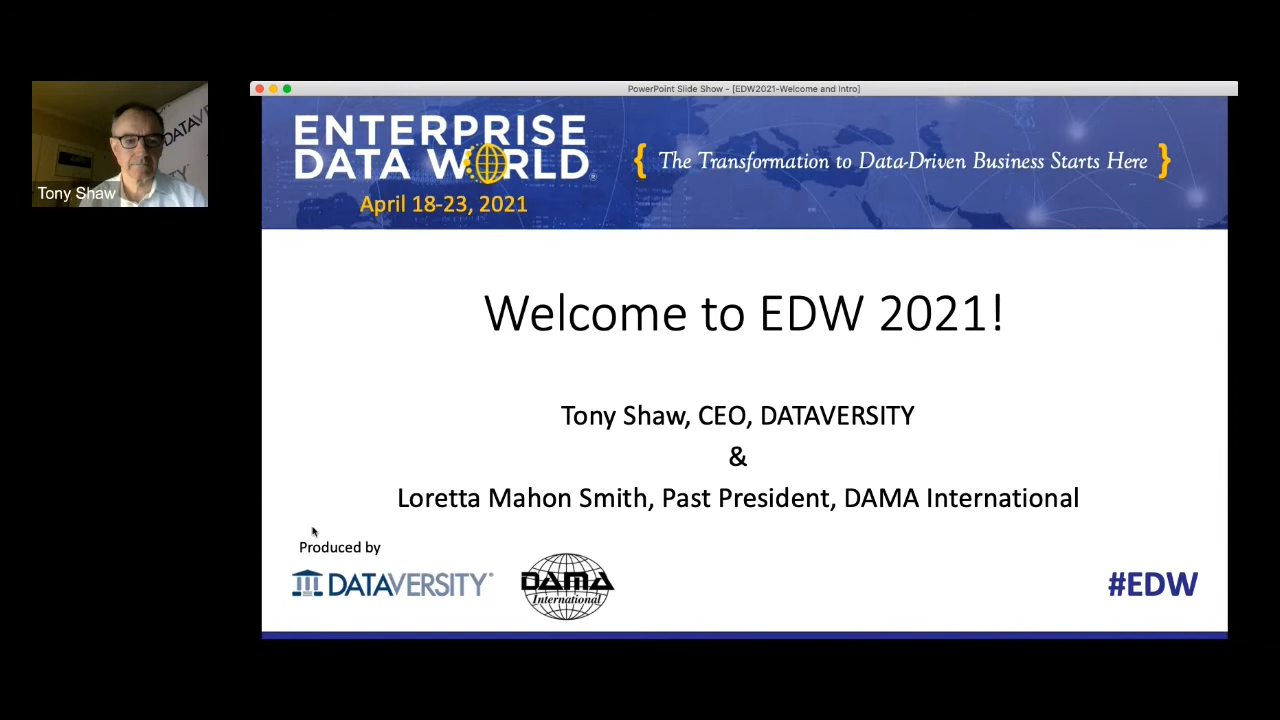 PowerPoint Slide Show - [EDW2021-Welcome and Intro]
ENTERPRISE
DATA WORLD
{ The Transformation to Data-Driven Business Starts Here }
April 18-23, 2021
DATAV
TY
Tony Shaw
Welcome to EDW 2021!
Tony Shaw, CEO, DATAVERSITY
&
Loretta Mahon Smith, Past President, DAMA International
Produced by
DATAVERSITY
DAMA
International
#EDW